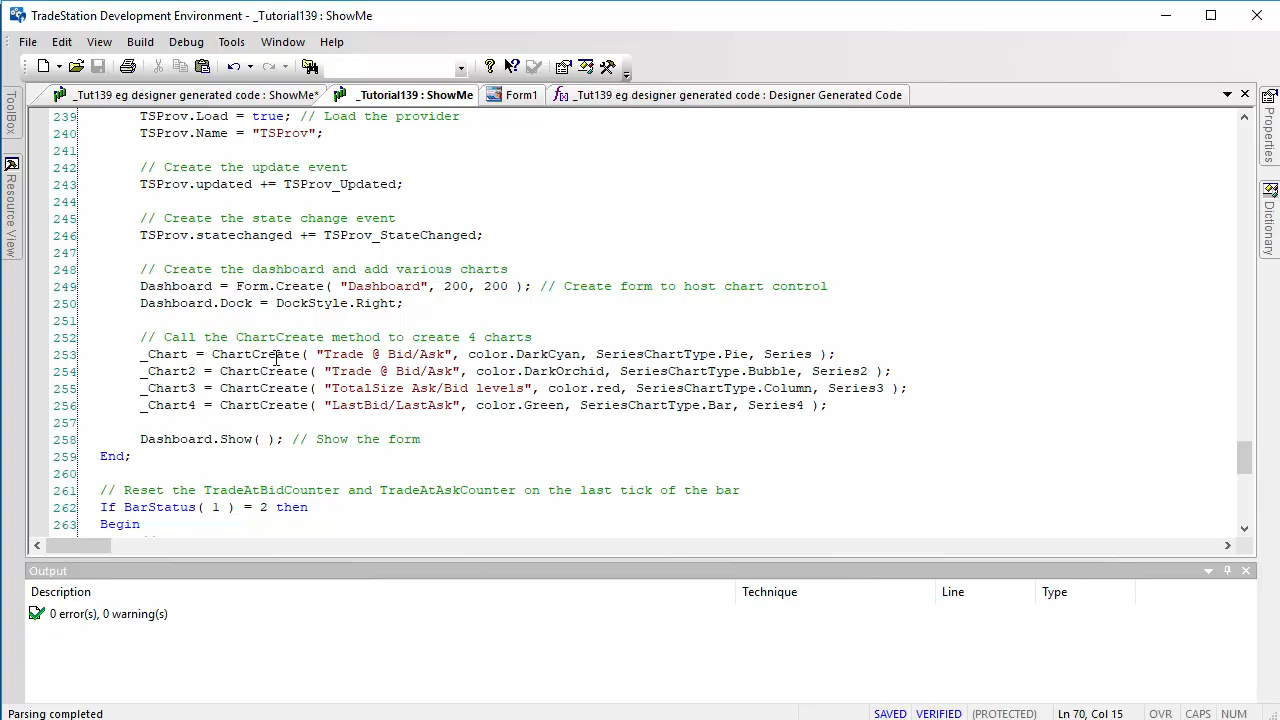 TradeStation Development Environment - _Tutorial139 : ShowMe
File Edit View Build Debug Tools Window Help
_Tut139 eg designer generated code : ShowMe* _Tutorial139 : ShowMe Form1 _Tut139 eg designer generated code : Designer Generated Code
ToolBox
Resource View
Properties
Dictionary
239 TSProv.Load = true; // Load the provider
240 TSProv.Name = "TSProv";
241
242 // Create the update event
243 TSProv.updated += TSProv_Updated;
244
245 // Create the state change event
246 TSProv.statechanged += TSProv_StateChanged;
247
248 // Create the dashboard and add various charts
249 Dashboard = Form.Create( "Dashboard", 200, 200 ); // Create form to host chart control
250 Dashboard.Dock = DockStyle.Right;
251
252 // Call the ChartCreate method to create 4 charts
253 _Chart = ChartCreate( "Trade @ Bid/Ask", color.DarkCyan, SeriesChartType.Pie, Series );
254 _Chart2 = ChartCreate( "Trade @ Bid/Ask", color.DarkOrchid, SeriesChartType.Bubble, Series2 );
255 _Chart3 = ChartCreate( "TotalSize Ask/Bid levels", color.red, SeriesChartType.Column, Series3 );
256 _Chart4 = ChartCreate( "LastBid/LastAsk", color.Green, SeriesChartType.Bar, Series4 );
257
258 Dashboard.Show( ); // Show the form
259 End;
260
261 // Reset the TradeAtBidCounter and TradeAtAskCounter on the last tick of the bar
262 If BarStatus( 1 ) = 2 then
263 Begin
Output
Description Technique Line Type
0 error(s), 0 warning(s)
Parsing completed SAVED VERIFIED (PROTECTED) Ln 70, Col 15 OVR CAPS NUM